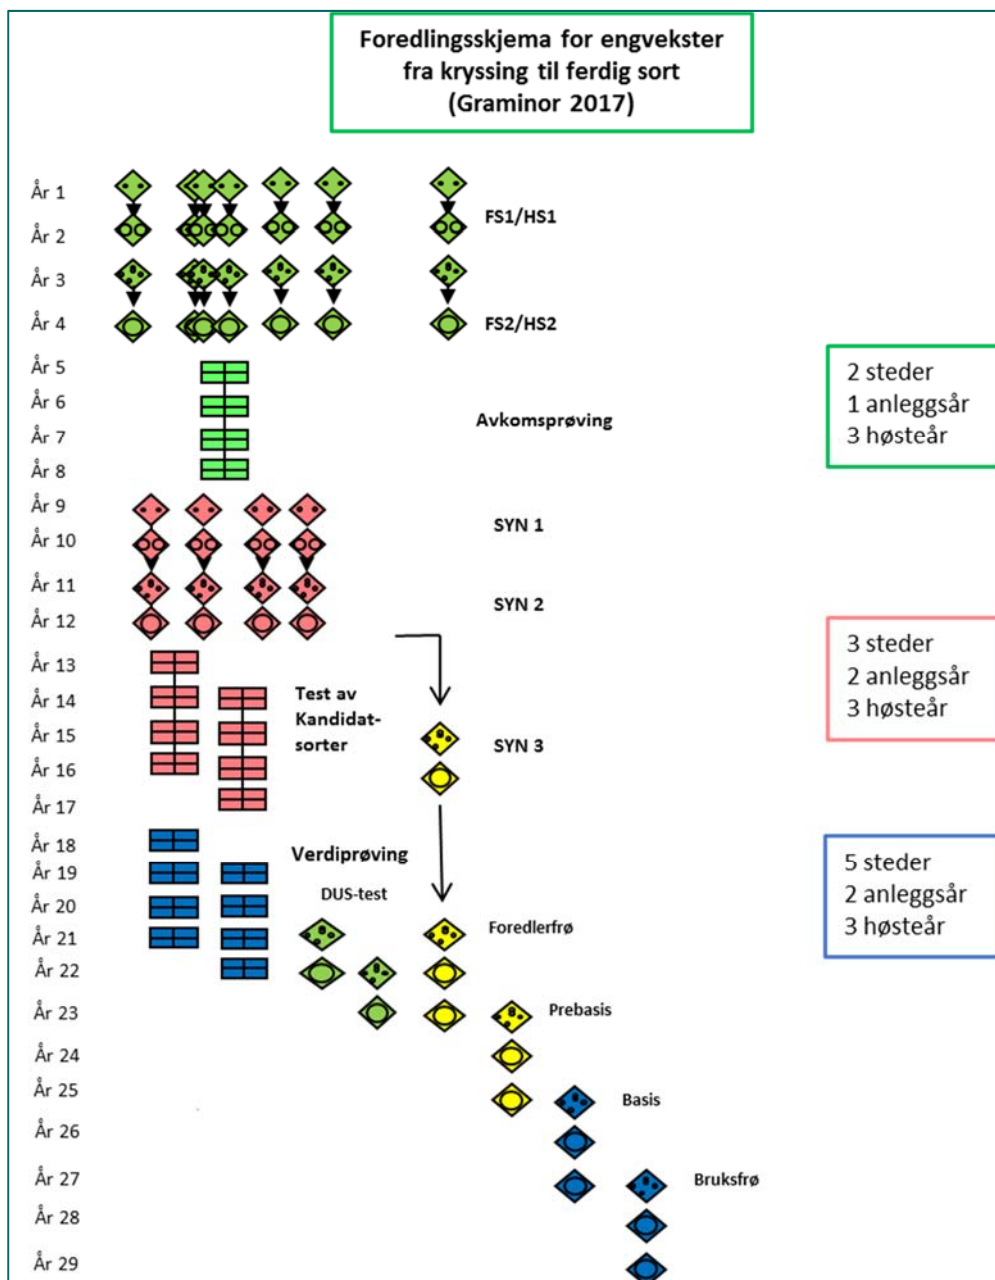 Foredlingsskjema for engvekster
fra kryssing til ferdig sort
(Graminor 2017)
År 1
År 2
FS1/HS1
År 3
År 4
FS2/HS2
År 5
År 6
År 7
År 8
Avkomsprøving
2 steder
1 anleggsår
3 høsteår
År 9
År 10
SYN 1
År 11
År 12
SYN 2
År 13
År 14
År 15
År 16
År 17
Test av
Kandidat-
sorter
SYN 3
3 steder
2 anleggsår
3 høsteår
År 18
År 19
År 20
År 21
År 22
År 23
Verdiprøving
DUS-test
Foredlerfrø
5 steder
2 anleggsår
3 høsteår
Prebasis
År 24
År 25
Basis
År 26
År 27
Bruksfrø
År 28
År 29